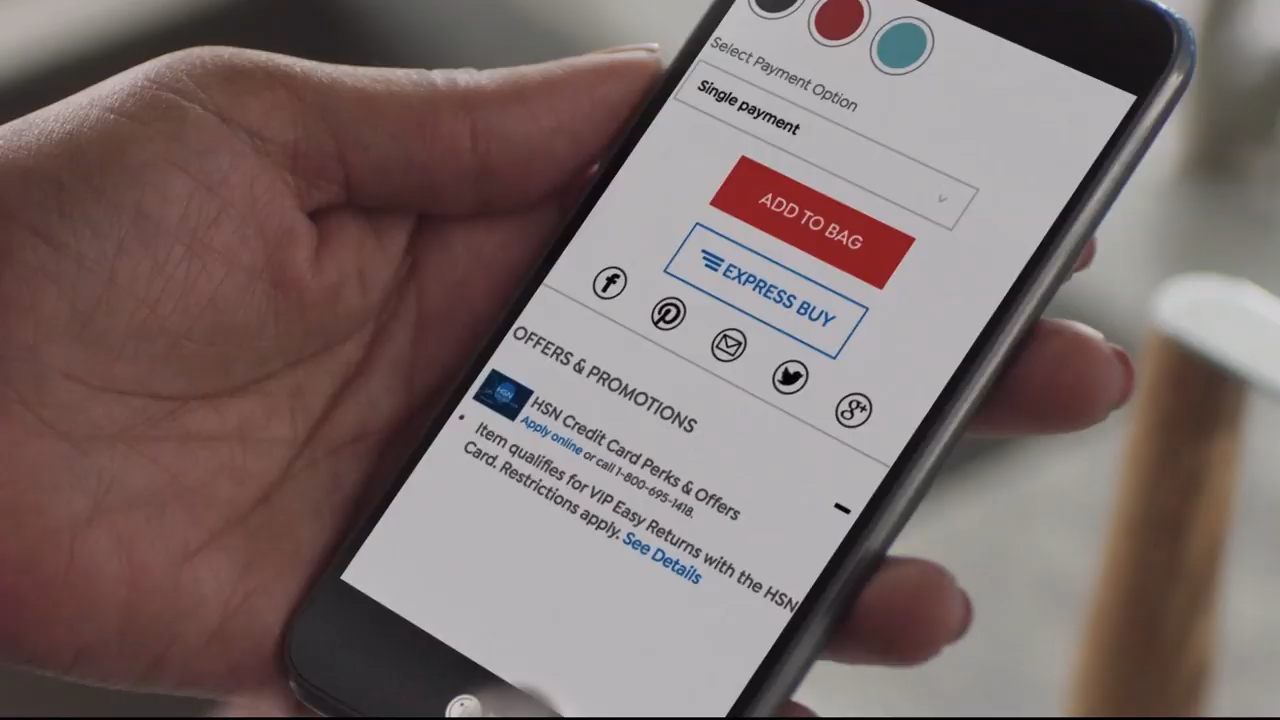 Select Payment Option
Single payment
ADD TO BAG
EXPRESS BUY
OFFERS & PROMOTIONS
HSN
HSN Credit Card Perks & Offers
Apply online or call 1-800-695-1418.
Item qualifies for VIP Easy Returns with the HSN
Card. Restrictions apply. See Details